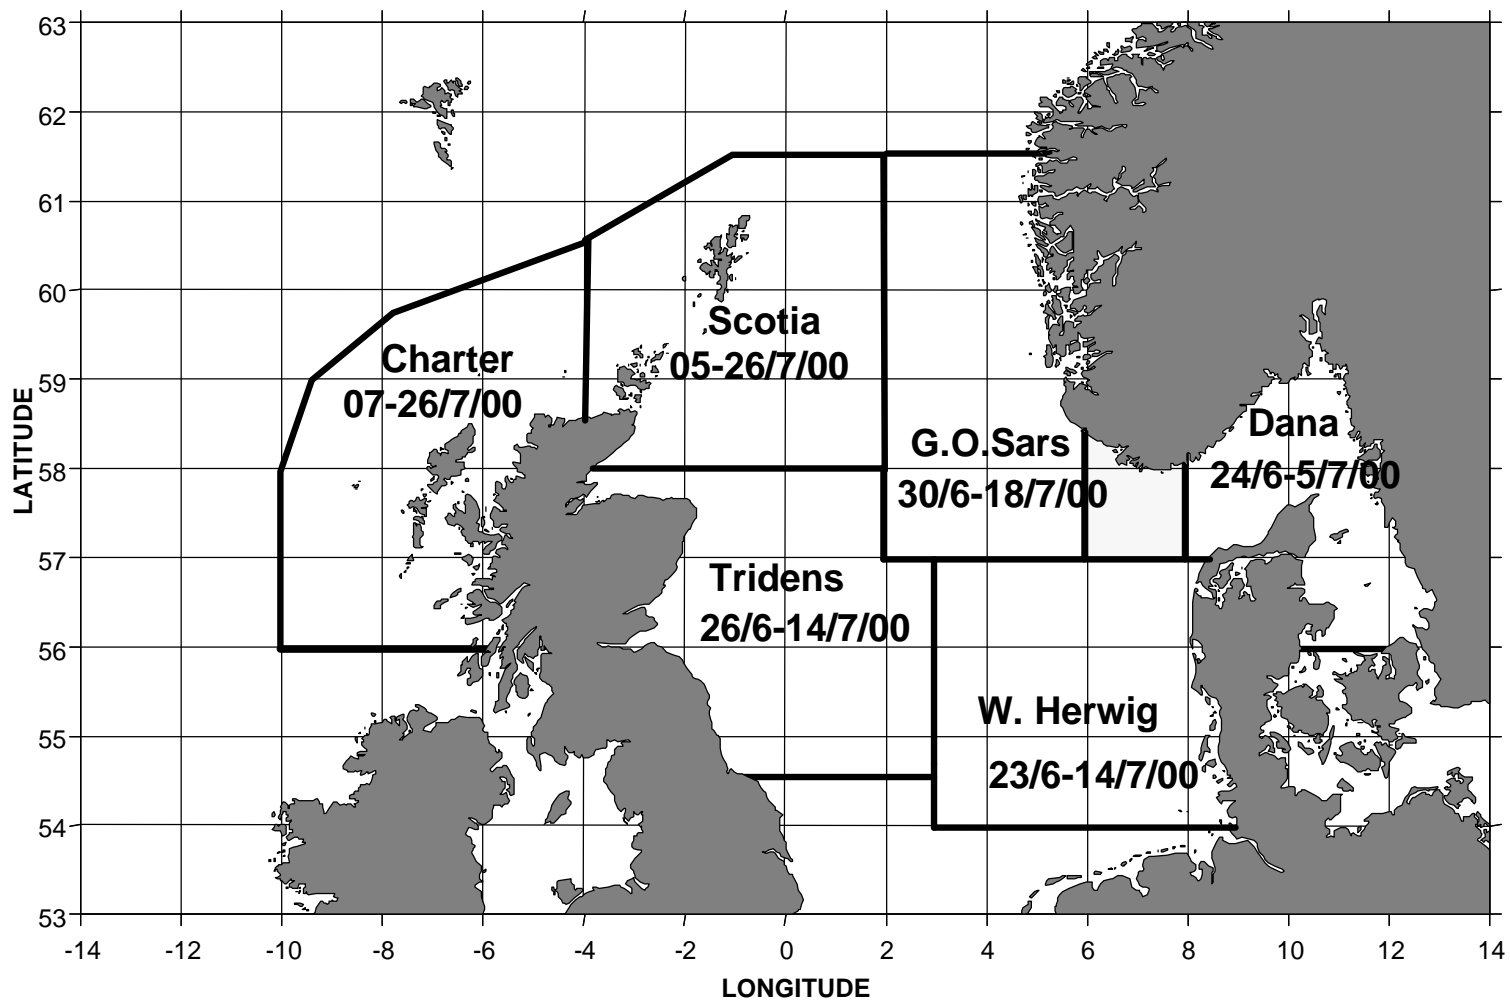 63
62
61
60
59
58
57
56
55
54
53
LATITUDE
Scotia
05-26/7/00
Charter
07-26/7/00
G.O.Sars
30/6-18/7/00
Dana
24/6-5/7/00
Tridens
26/6-14/7/00
W. Herwig
23/6-14/7/00
-14 -12 -10 -8 -6 -4 -2 0 2 4 6 8 10 12 14
LONGITUDE